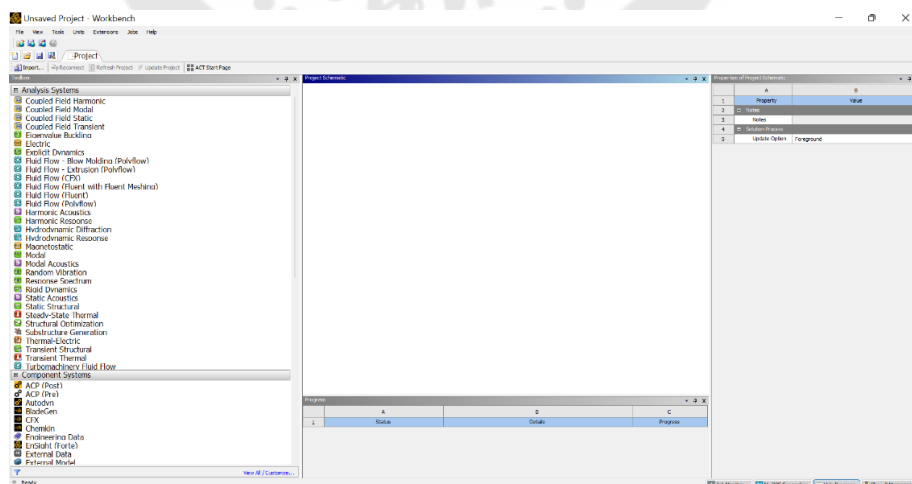 Unsaved Project - Workbench
File View Tools Units Extensions Jobs Help
Project
Import... Reconnect Refresh Project Update Project ACT Start Page
Toolbox
Project Schematic
Properties of Project Schematic
Analysis Systems
Coupled Field Harmonic
Coupled Field Modal
Coupled Field Static
Coupled Field Transient
Eigenvalue Buckling
Electric
Explicit Dynamics
Fluid Flow - Blow Molding (Polyflow)
Fluid Flow - Extrusion (Polyflow)
Fluid Flow (CFX)
Fluid Flow (Fluent with Fluent Meshing)
Fluid Flow (Fluent)
Fluid Flow (Polyflow)
Harmonic Acoustics
Harmonic Response
Hydrodynamic Diffraction
Hydrodynamic Response
Magnetostatic
Modal
Modal Acoustics
Random Vibration
Response Spectrum
Rigid Dynamics
Static Acoustics
Static Structural
Steady-State Thermal
Structural Optimization
Substructure Generation
Thermal-Electric
Transient Structural
Transient Thermal
Turbomachinery Fluid Flow
Component Systems
ACP (Post)
ACP (Pre)
Autodyn
BladeGen
CFX
Chemkin
Engineering Data
EnSight (Forte)
External Data
External Model
View All / Customize...
Ready
A B
1 Property Value
2 Notes
3 Notes
4 Solution Process
5 Update Option Foreground
Progress
A B C
1 Status Details Progress